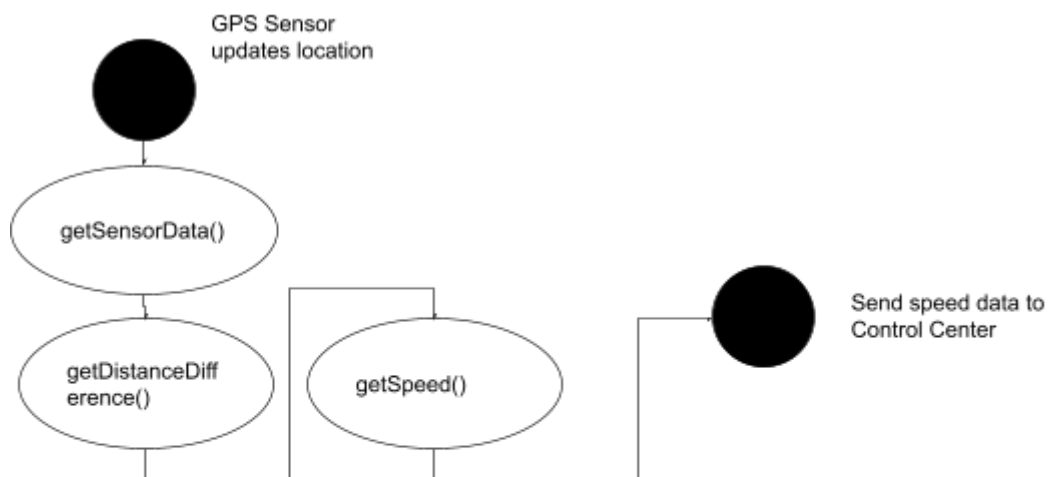 GPS Sensor
updates location
getSensorData()
getDistanceDiff
erence()
getSpeed()
Send speed data to
Control Center